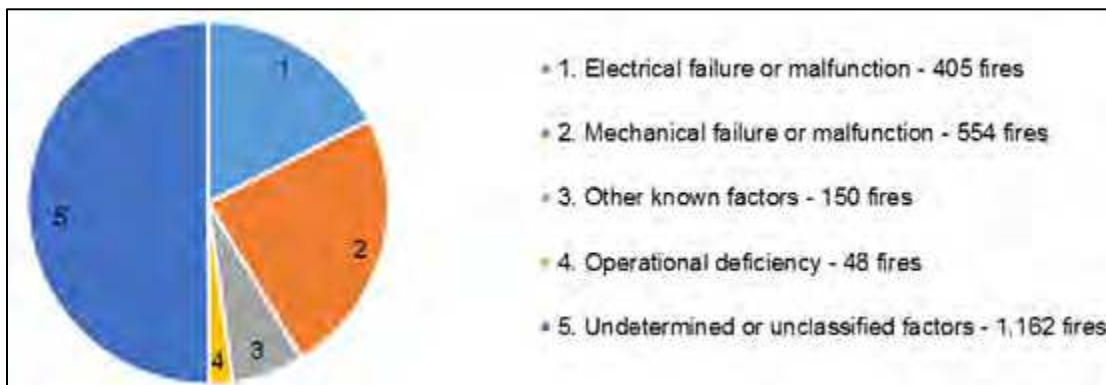 1
2
3
4
5
1. Electrical failure or malfunction - 405 fires
2. Mechanical failure or malfunction - 554 fires
3. Other known factors - 150 fires
4. Operational deficiency - 48 fires
5. Undetermined or unclassified factors - 1,162 fires